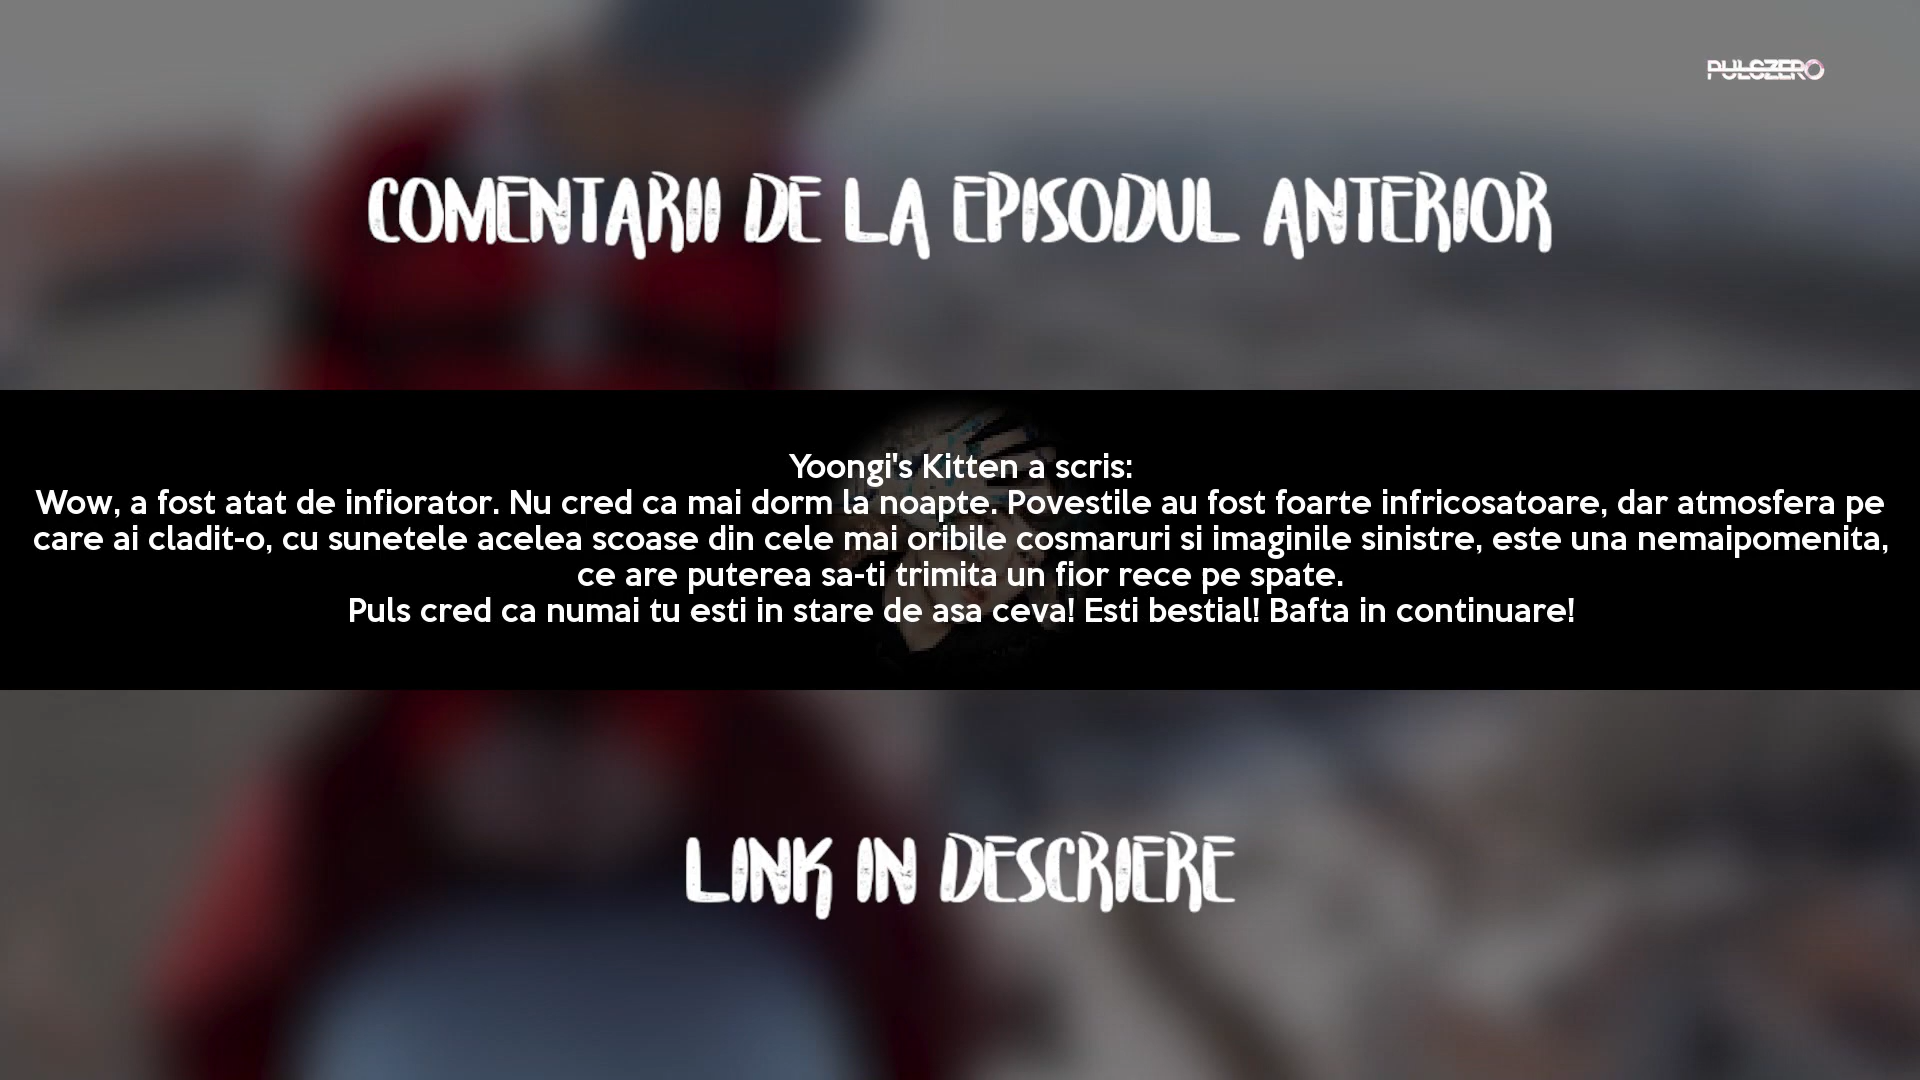 PULSZERO
COMENTARII DE LA EPISODUL ANTERIOR
Yoongi's Kitten a scris:
Wow, a fost atat de infiorator. Nu cred ca mai dorm la noapte. Povestile au fost foarte infricosatoare, dar atmosfera pe
care ai cladit-o, cu sunetele acelea scoase din cele mai oribile cosmaruri si imaginile sinistre, este una nemaipomenita,
ce are puterea sa-ti trimita un fior rece pe spate.
Puls cred ca numai tu esti in stare de asa ceva! Esti bestial! Bafta in continuare!
LINK IN DESCRIERE